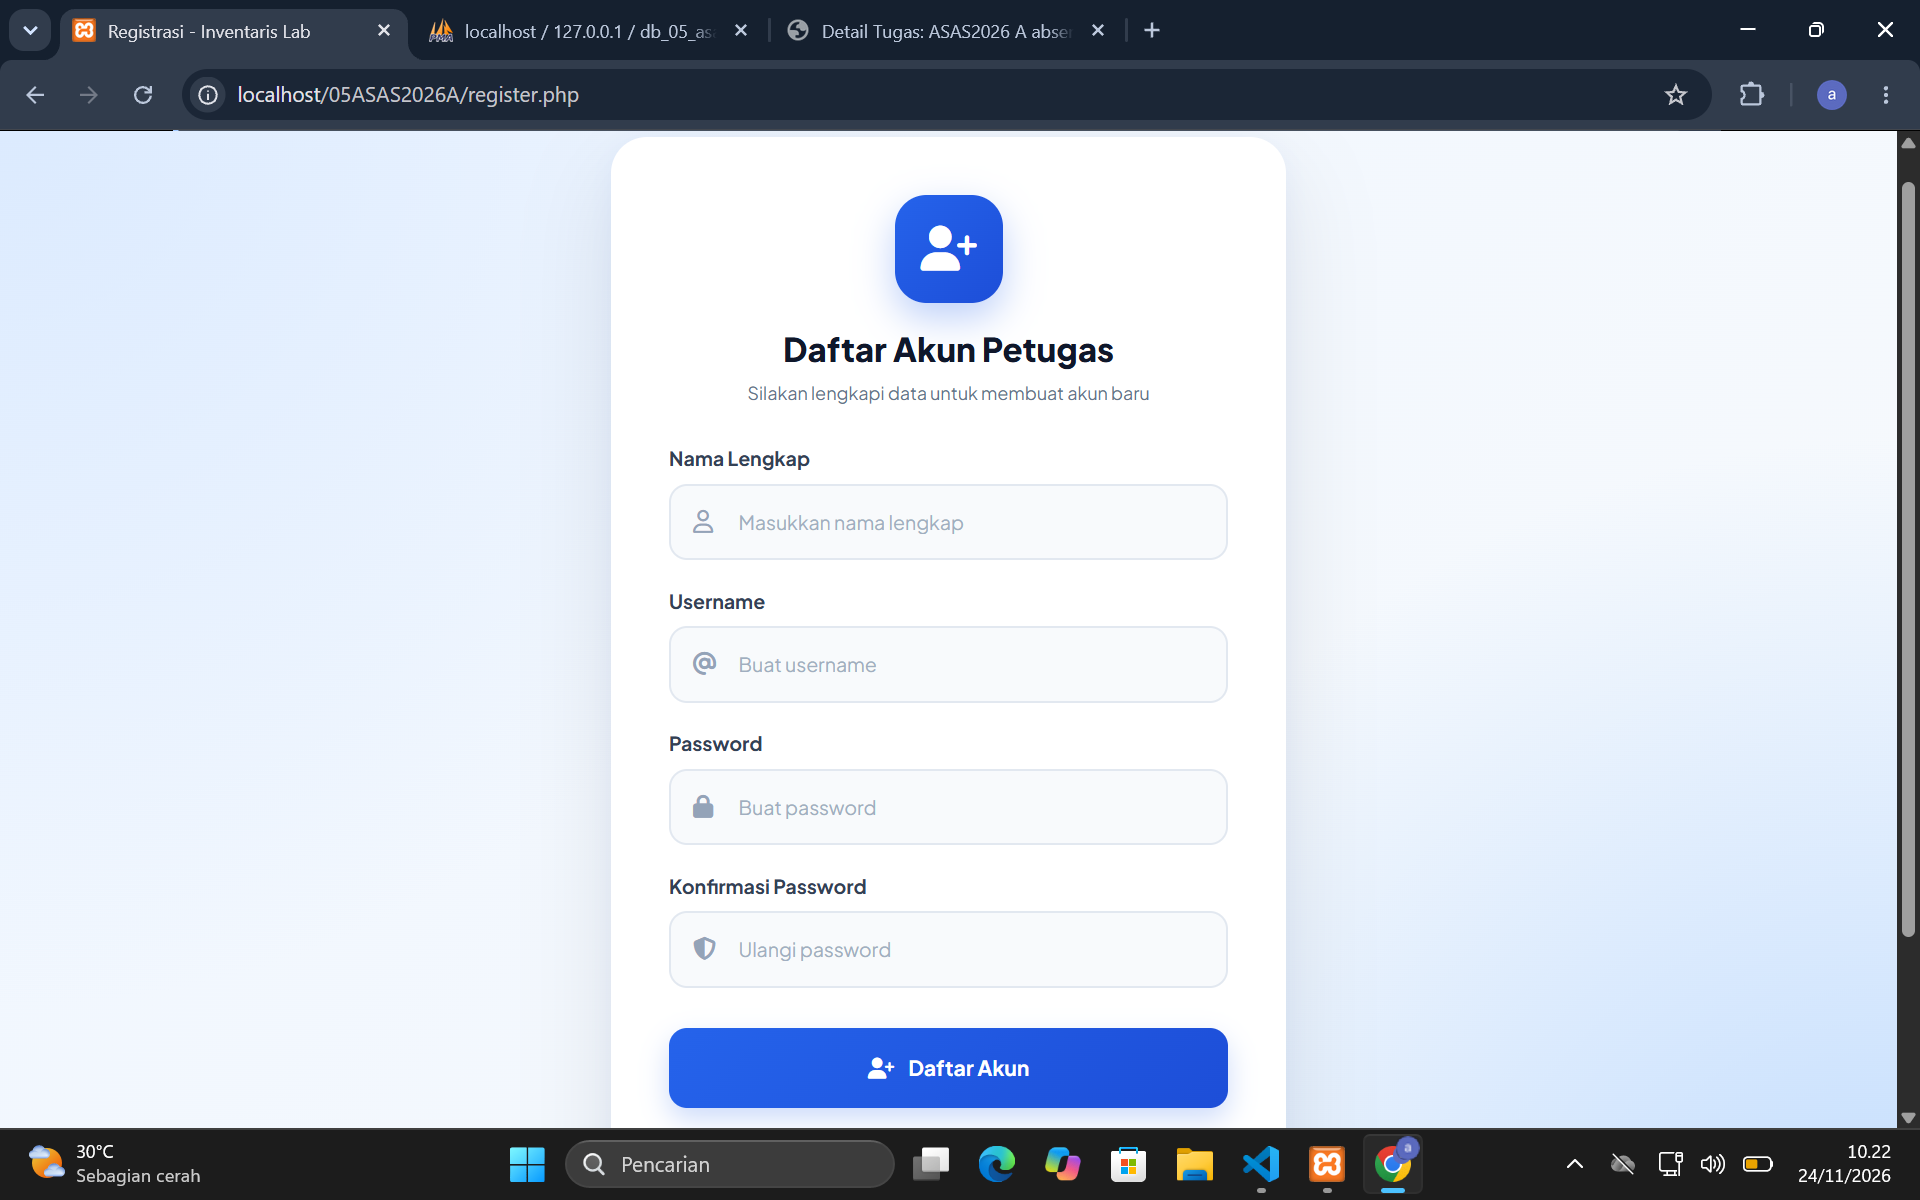 Registrasi - Inventaris Lab
localhost / 127.0.0.1 / db_05_as
Detail Tugas: ASAS2026 A abse
localhost/05ASAS2026A/register.php
a
Daftar Akun Petugas
Silakan lengkapi data untuk membuat akun baru
Nama Lengkap
Masukkan nama lengkap
Username
Buat username
Password
Buat password
Konfirmasi Password
Ulangi password
Daftar Akun
30°C
Sebagian cerah
Pencarian
a
10.22
24/11/2026